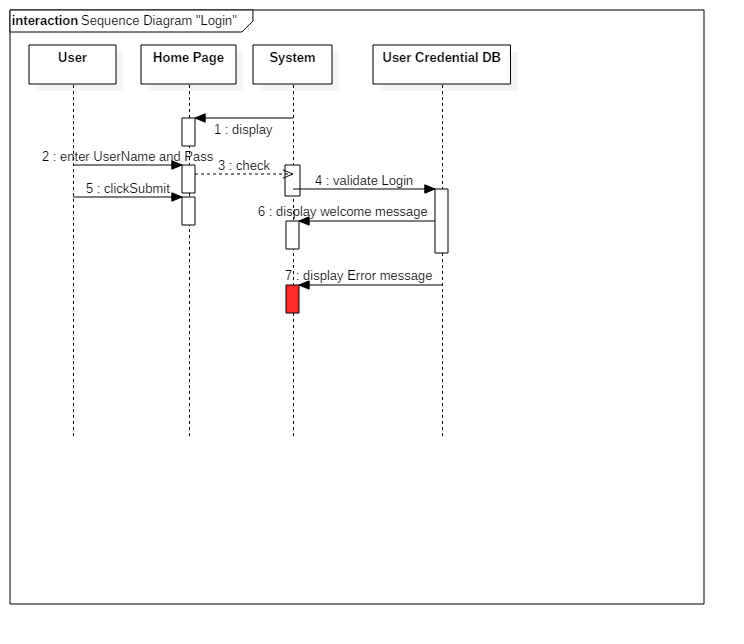 interaction Sequence Diagram "Login"
User
Home Page
System
User Credential DB
1 : display
2 : enter UserName and Pass
3 : check
4 : validate Login
5 : clickSubmit
6 : display welcome message
7 : display Error message